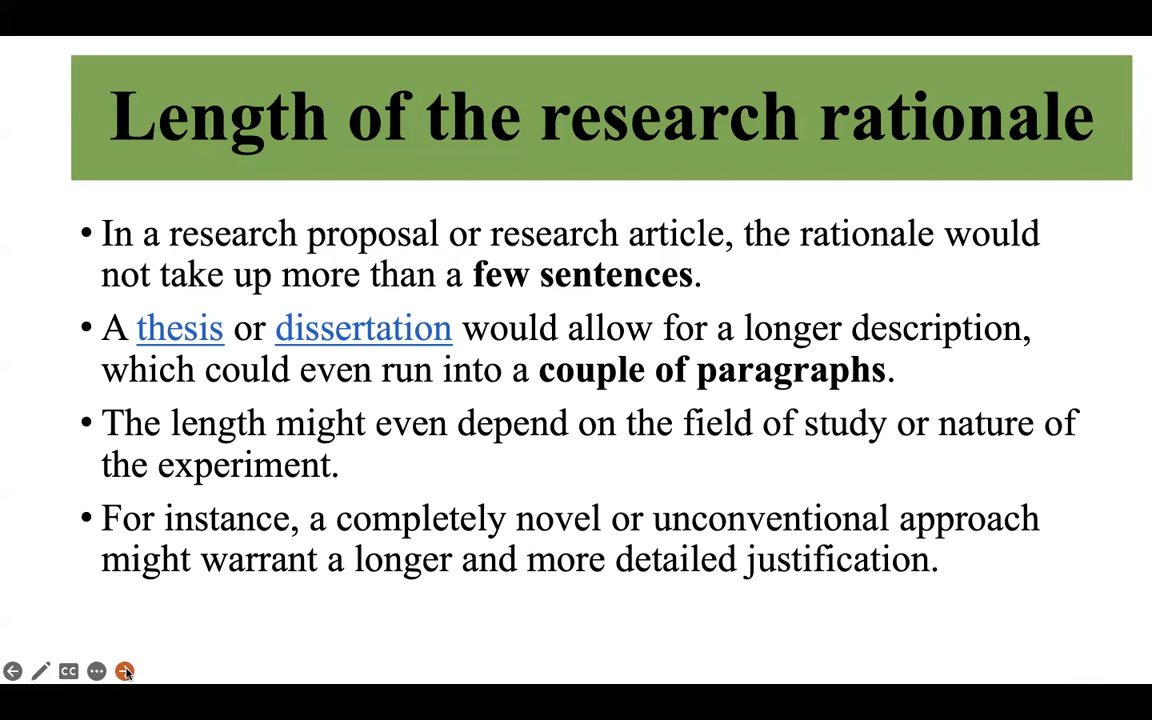 Length of the research rationale
• In a research proposal or research article, the rationale would
not take up more than a few sentences.
• A thesis or dissertation would allow for a longer description,
which could even run into a couple of paragraphs.
• The length might even depend on the field of study or nature of
the experiment.
• For instance, a completely novel or unconventional approach
might warrant a longer and more detailed justification.
CC